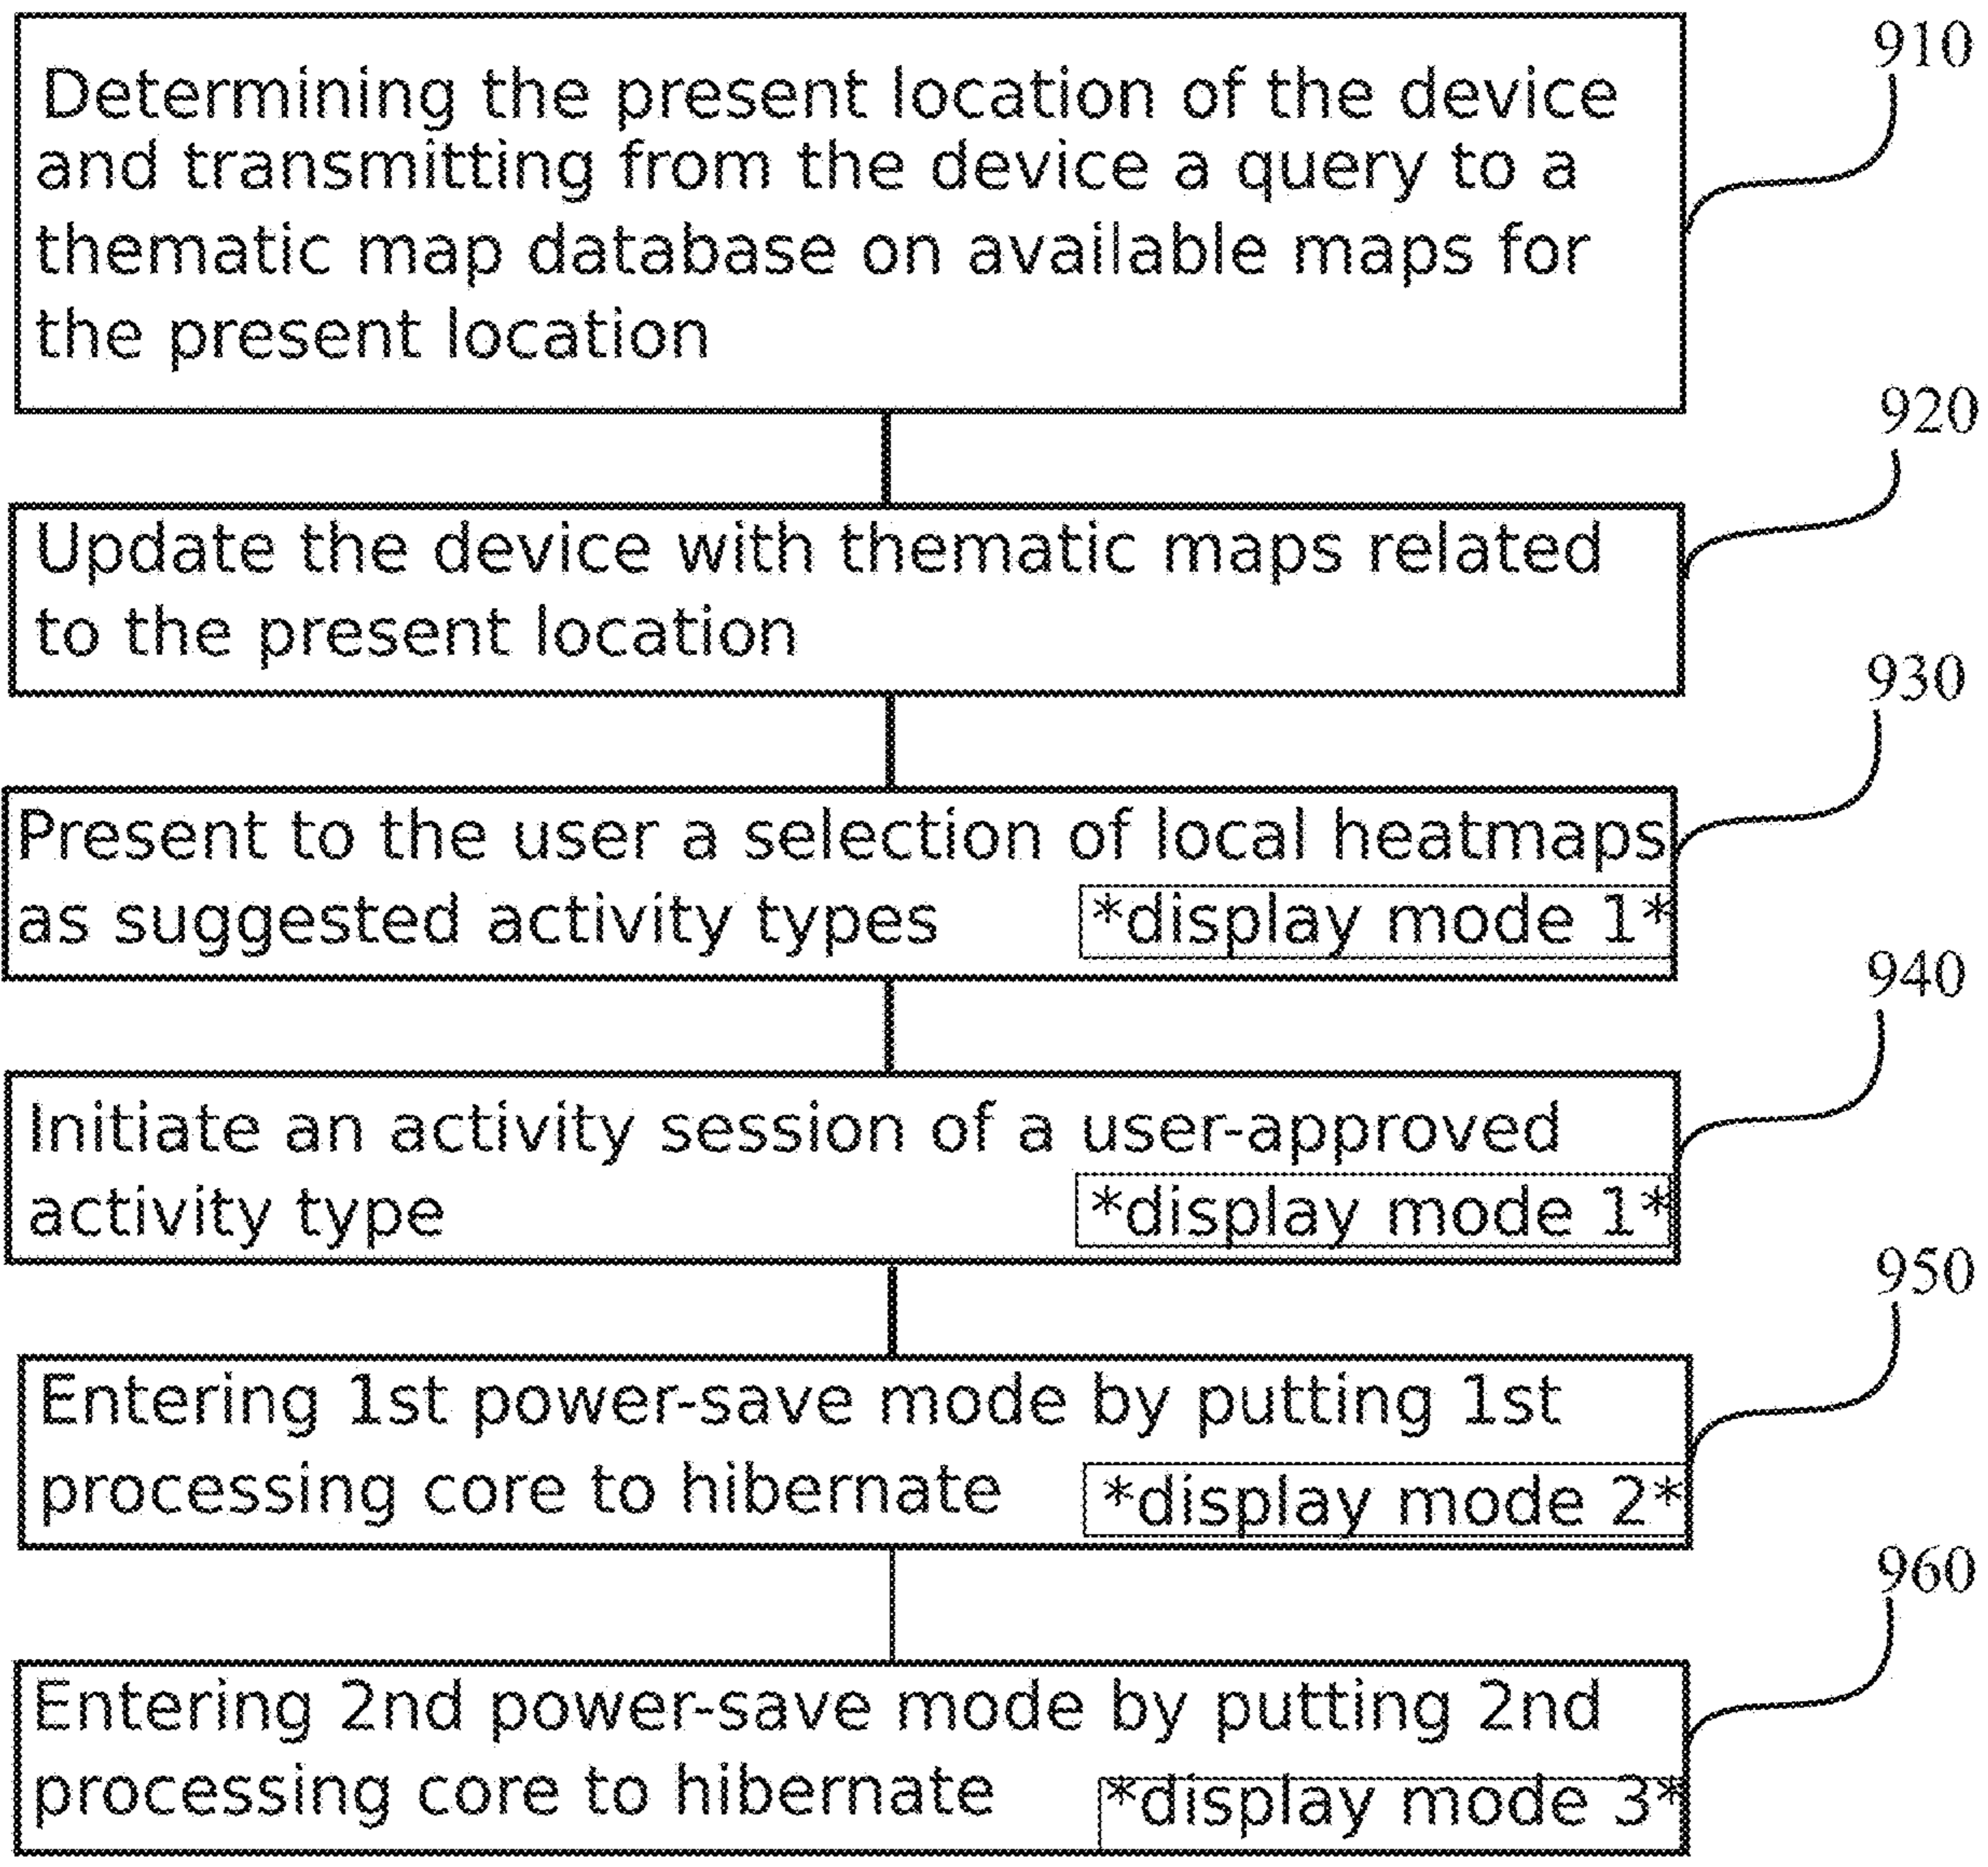 910
Determining the present location of the device
and transmitting from the device a query to a
thematic map database on available maps for
the present location
920
Update the device with thematic maps related
to the present location
930
Present to the user a selection of local heatmaps
as suggested activity types *display mode 1*
940
Initiate an activity session of a user-approved
activity type *display mode 1*
950
Entering 1st power-save mode by putting 1st
processing core to hibernate *display mode 2*
960
Entering 2nd power-save mode by putting 2nd
processing core to hibernate *display mode 3*